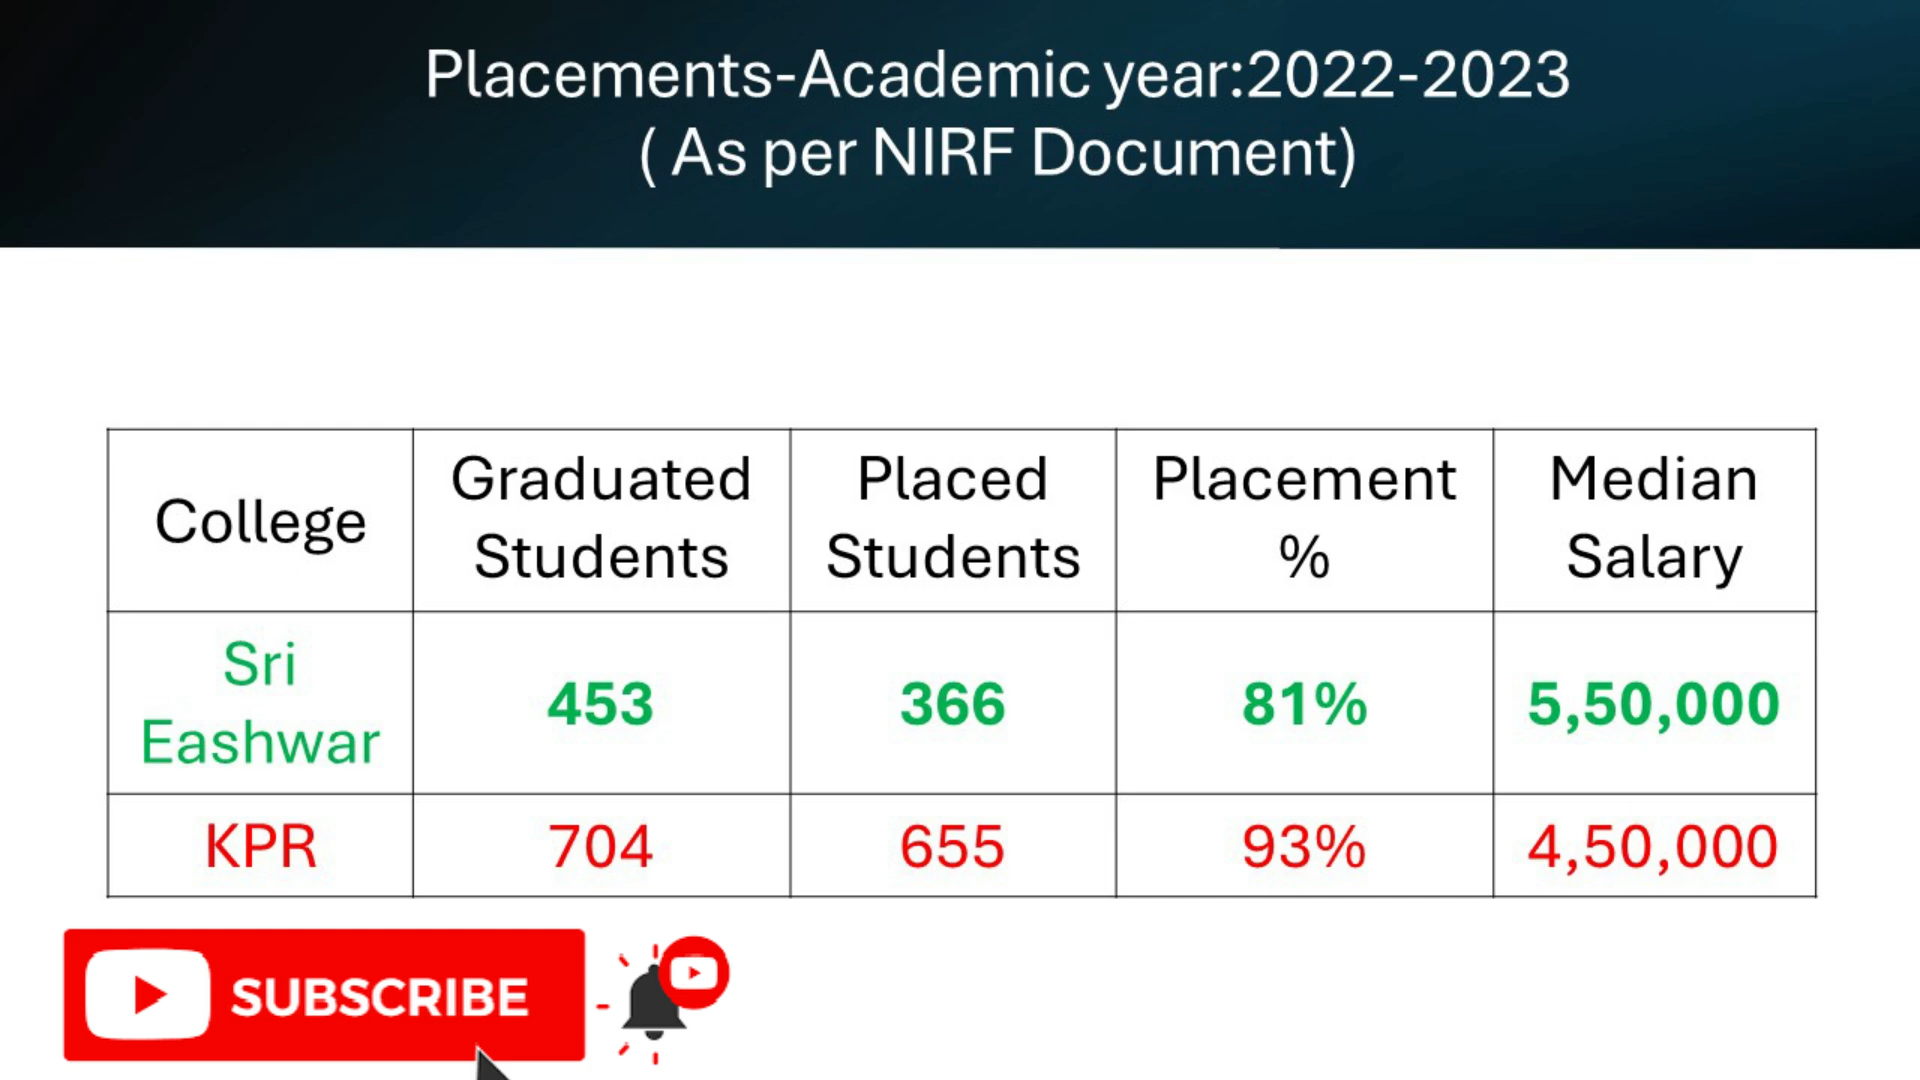 Placements-Academic year:2022-2023
( As per NIRF Document)
College
Graduated
Students
Placed
Students
Placement
%
Median
Salary
Sri
Eashwar
453
366
81%
5,50,000
KPR
704
655
93%
4,50,000
SUBSCRIBE